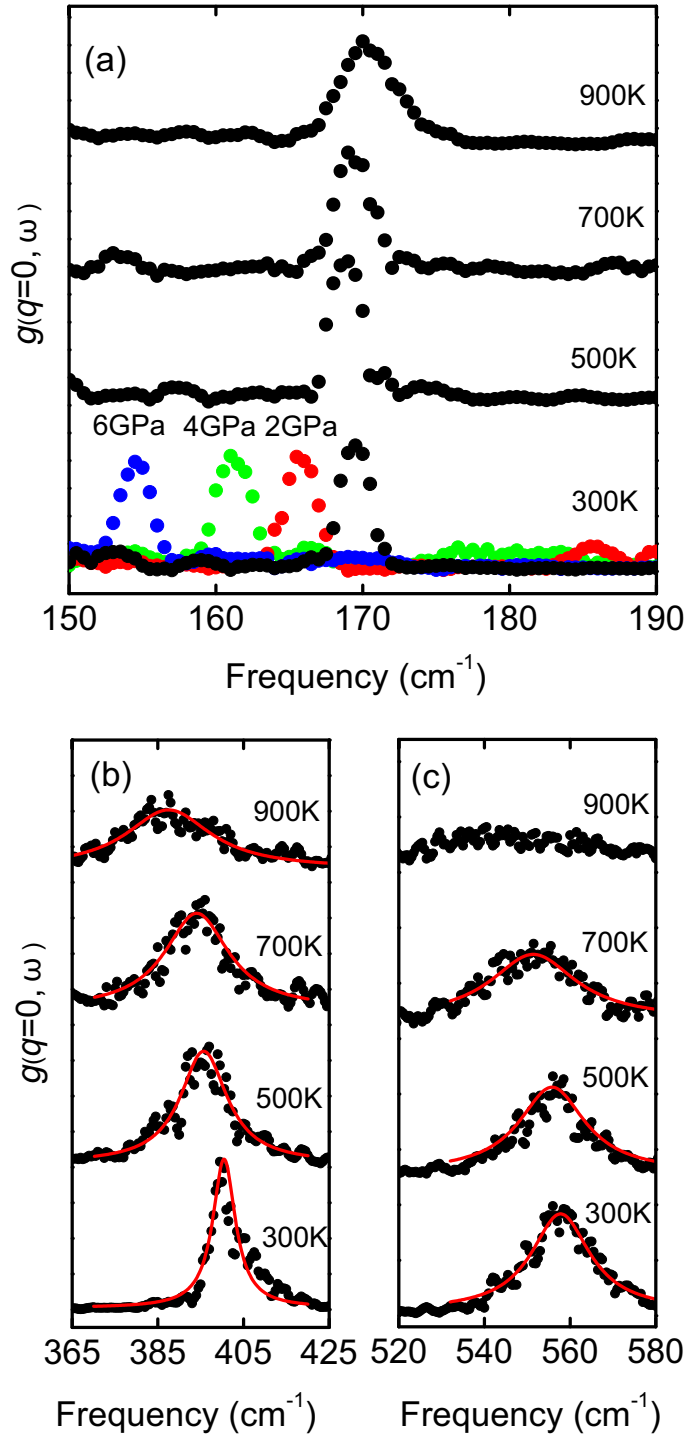 (a)
900K
700K
500K
6GPa 4GPa 2GPa
300K
g(q=0, ω)
150 160 170 180 190
Frequency (cm⁻¹)
(b)
900K
700K
500K
300K
g(q=0, ω)
365 385 405 425
Frequency (cm⁻¹)
(c)
900K
700K
500K
300K
520 540 560 580
Frequency (cm⁻¹)